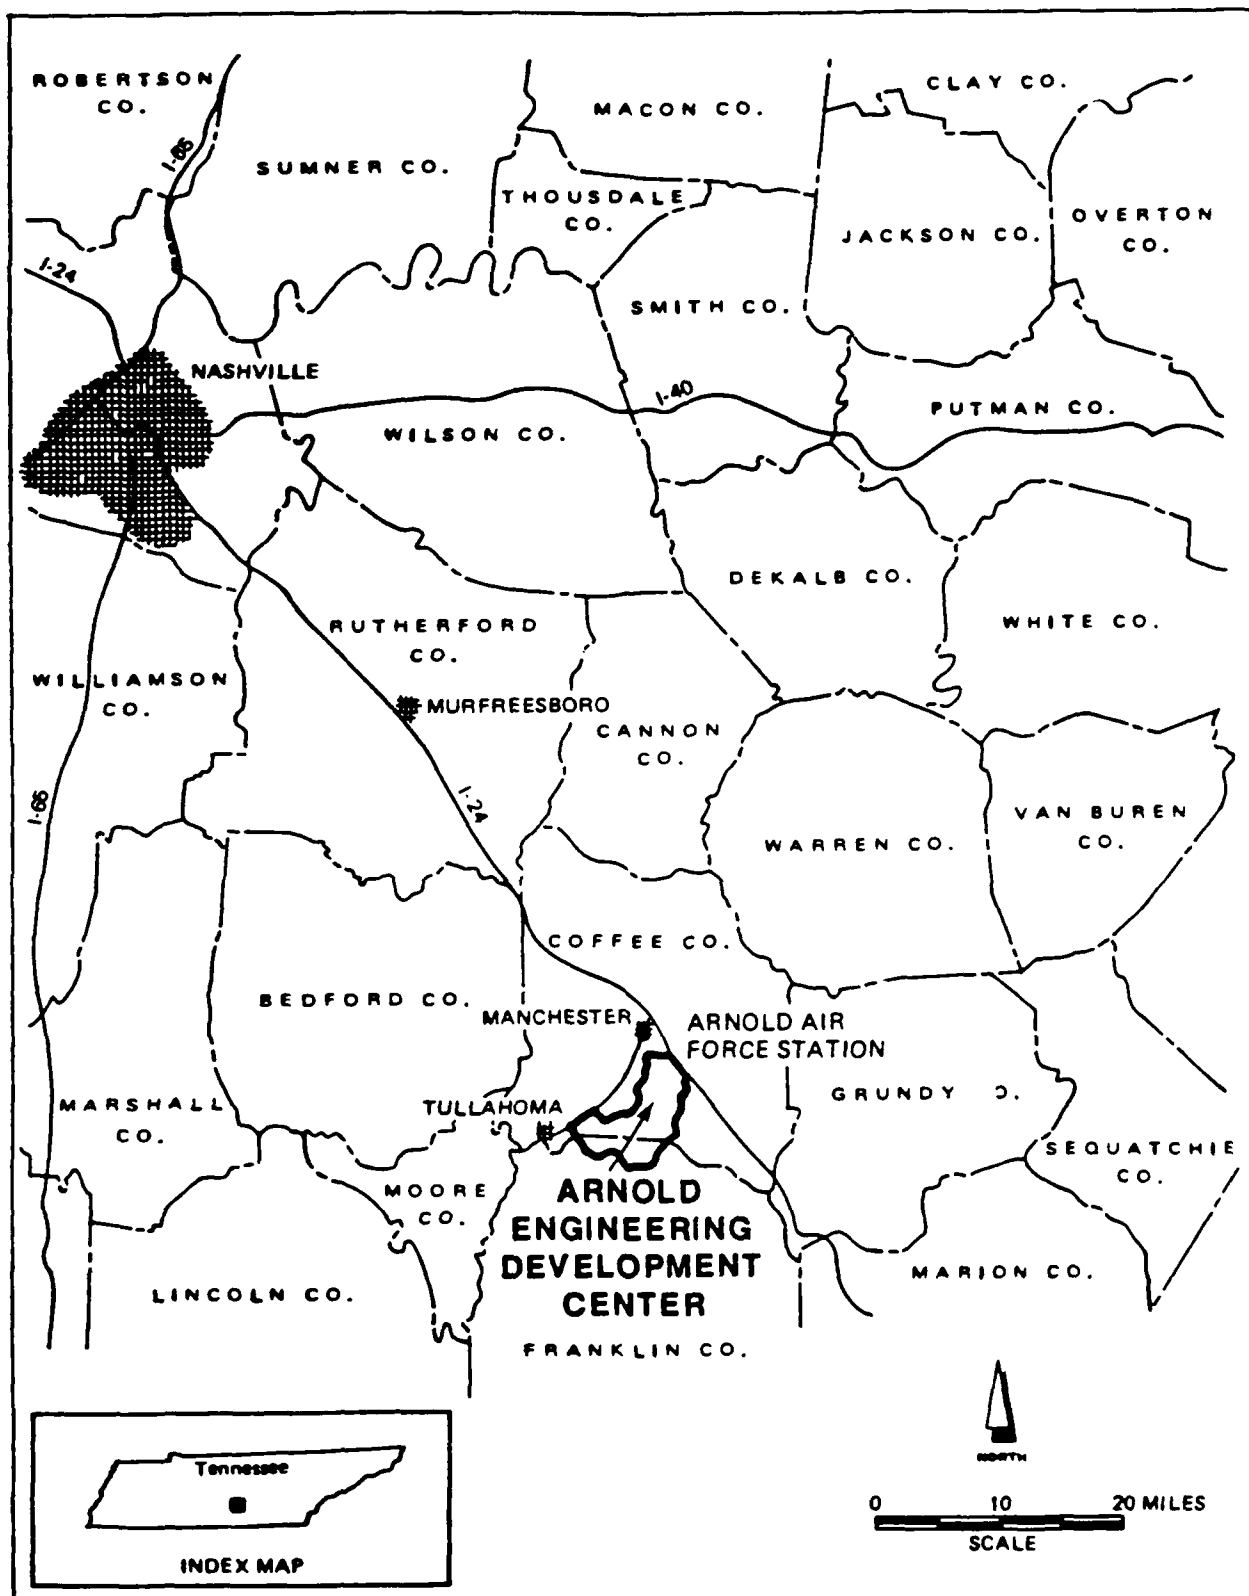 ROBERTSON
CO.
CLAY CO.
MACON CO.
I-65
SUMNER CO.
THOUSDALE
CO.
OVERTON
CO.
JACKSON CO.
I-24
SMITH CO.
NASHVILLE
I-40
PUTMAN CO.
WILSON CO.
DEKALB CO.
RUTHERFORD
CO.
WHITE CO.
WILLIAMSON
CO.
MURFREESBORO
CANNON
CO.
I-65
I-24
VAN BUREN
CO.
WARREN CO.
COFFEE CO.
BEDFORD CO.
MANCHESTER
ARNOLD AIR
FORCE STATION
GRUNDY O.
MARSHALL
CO.
TULLAHOMA
SEQUATCHIE
CO.
MOORE
CO.
ARNOLD
ENGINEERING
DEVELOPMENT
CENTER
MARION CO.
LINCOLN CO.
FRANKLIN CO.
NORTH
Tennessee
INDEX MAP
0 10 20 MILES
SCALE